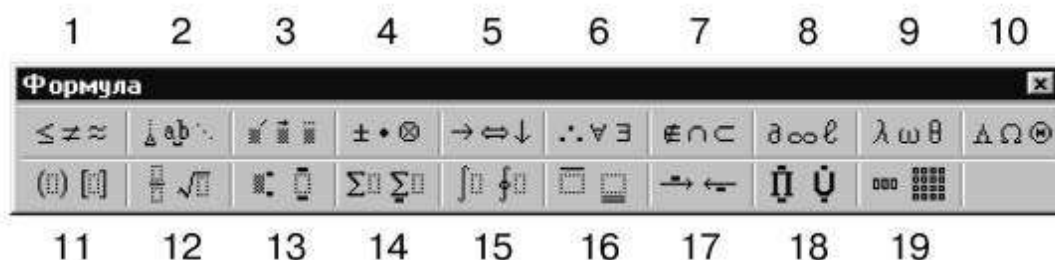 1 2 3 4 5 6 7 8 9 10
Формула
≤ ≠ ≈ a͟b ⋱ ± • ⊗ → ⇔ ↓ ∴ ∀ ∃ ∉ ∩ ⊂ ∂ ∞ ℓ λ ω θ Λ Ω Θ
( ) [ ] √ Σ Σ ∫ ∮ → ← Π U
11 12 13 14 15 16 17 18 19